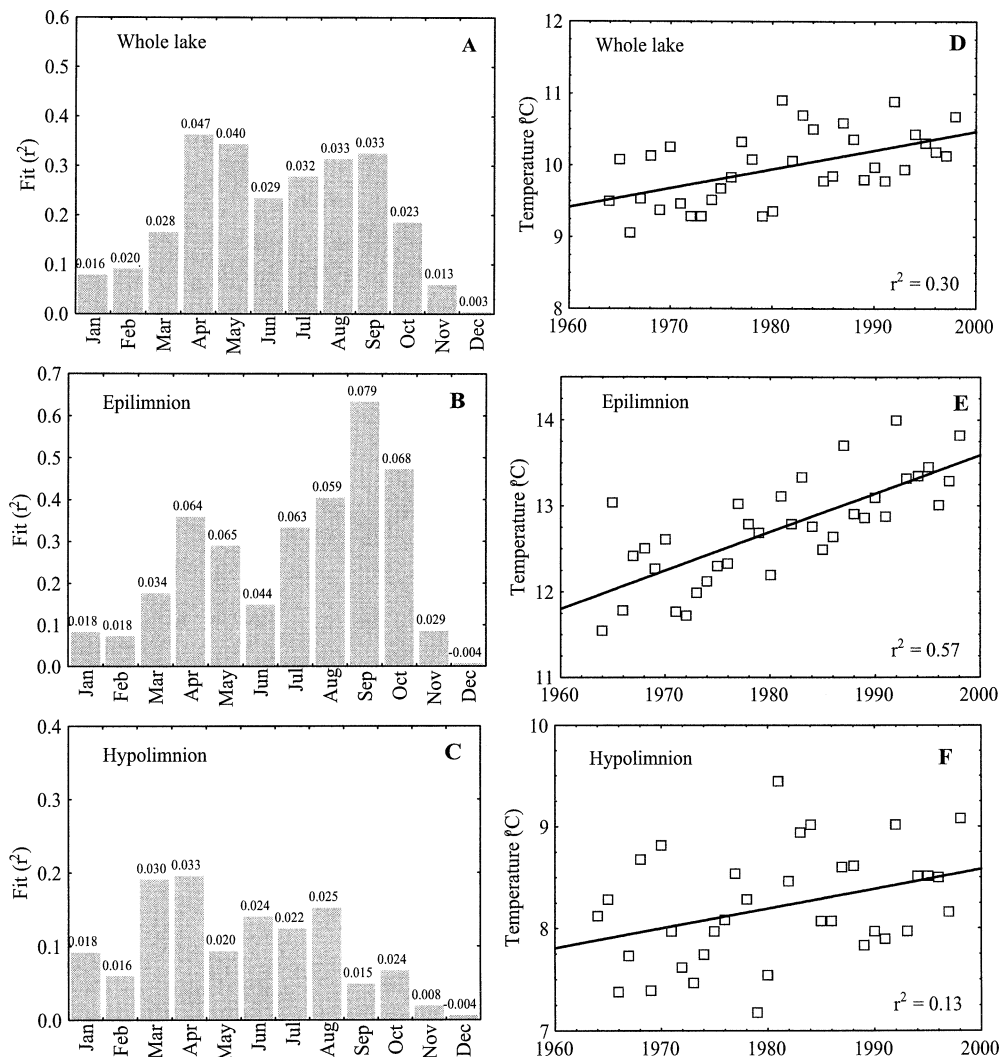 Whole lake
A
Fit (r²)
0.6
0.5
0.4
0.3
0.2
0.1
0.0
0.016
0.020
0.028
0.047
0.040
0.029
0.032
0.033
0.033
0.023
0.013
0.003
Jan Feb Mar Apr May Jun Jul Aug Sep Oct Nov Dec
Whole lake
D
Temperature (ºC)
12
11
10
9
8
r² = 0.30
1960 1970 1980 1990 2000
Epilimnion
B
Fit (r²)
0.7
0.6
0.5
0.4
0.3
0.2
0.1
0.0
0.018
0.018
0.034
0.064
0.065
0.044
0.063
0.059
0.079
0.068
0.029
-0.004
Jan Feb Mar Apr May Jun Jul Aug Sep Oct Nov Dec
Epilimnion
E
Temperature (ºC)
14
13
12
11
r² = 0.57
1960 1970 1980 1990 2000
Hypolimnion
C
Fit (r²)
0.4
0.3
0.2
0.1
0.0
0.018
0.016
0.030
0.033
0.020
0.024
0.022
0.025
0.015
0.024
0.008
-0.004
Jan Feb Mar Apr May Jun Jul Aug Sep Oct Nov Dec
Hypolimnion
F
Temperature (ºC)
10
9
8
7
r² = 0.13
1960 1970 1980 1990 2000